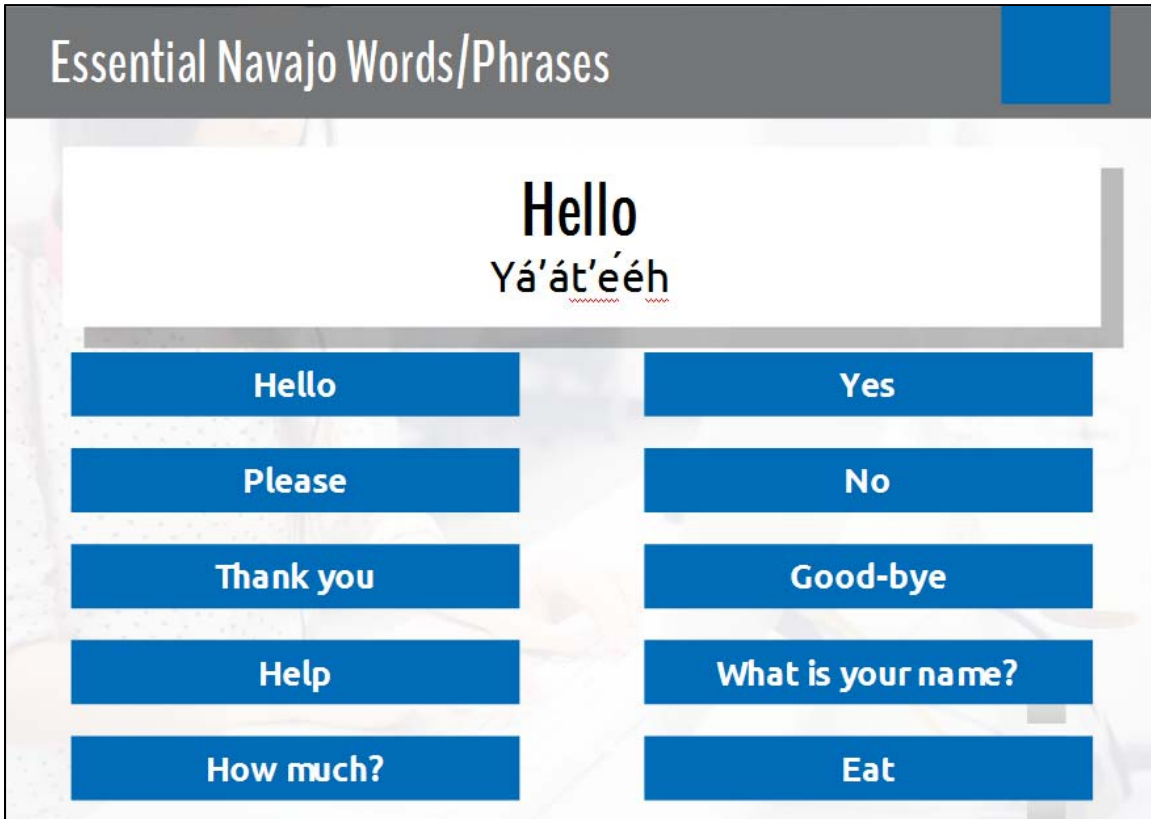 Essential Navajo Words/Phrases
Hello
Yá’át’ééh
Hello
Yes
Please
No
Thank you
Good-bye
Help
What is your name?
How much?
Eat